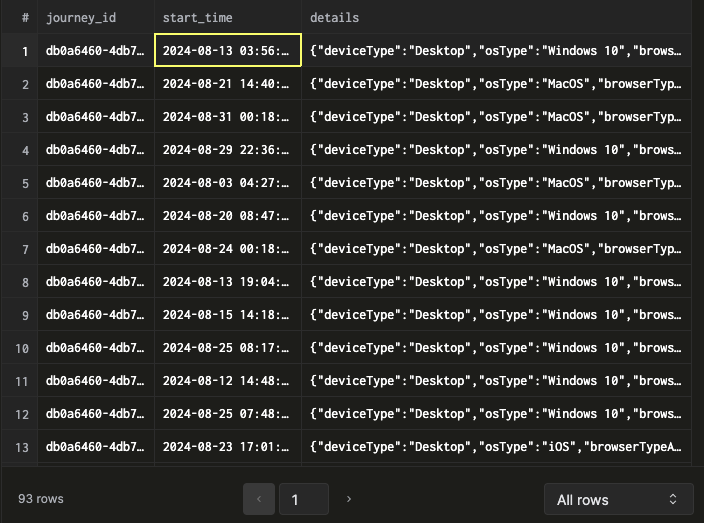 # journey_id start_time details
1 db0a6460-4db7… 2024-08-13 03:56:… {"deviceType":"Desktop","osType":"Windows 10","brows…
2 db0a6460-4db7… 2024-08-21 14:40:… {"deviceType":"Desktop","osType":"MacOS","browserTyp…
3 db0a6460-4db7… 2024-08-31 00:18:… {"deviceType":"Desktop","osType":"MacOS","browserTyp…
4 db0a6460-4db7… 2024-08-29 22:36:… {"deviceType":"Desktop","osType":"Windows 10","brows…
5 db0a6460-4db7… 2024-08-03 04:27:… {"deviceType":"Desktop","osType":"MacOS","browserTyp…
6 db0a6460-4db7… 2024-08-20 08:47:… {"deviceType":"Desktop","osType":"Windows 10","brows…
7 db0a6460-4db7… 2024-08-24 00:18:… {"deviceType":"Desktop","osType":"MacOS","browserTyp…
8 db0a6460-4db7… 2024-08-13 19:04:… {"deviceType":"Desktop","osType":"Windows 10","brows…
9 db0a6460-4db7… 2024-08-15 14:18:… {"deviceType":"Desktop","osType":"Windows 10","brows…
10 db0a6460-4db7… 2024-08-25 08:17:… {"deviceType":"Desktop","osType":"Windows 10","brows…
11 db0a6460-4db7… 2024-08-12 14:48:… {"deviceType":"Desktop","osType":"Windows 10","brows…
12 db0a6460-4db7… 2024-08-25 07:48:… {"deviceType":"Desktop","osType":"Windows 10","brows…
13 db0a6460-4db7… 2024-08-23 17:01:… {"deviceType":"Desktop","osType":"iOS","browserTypeA…
93 rows ‹ 1 › All rows